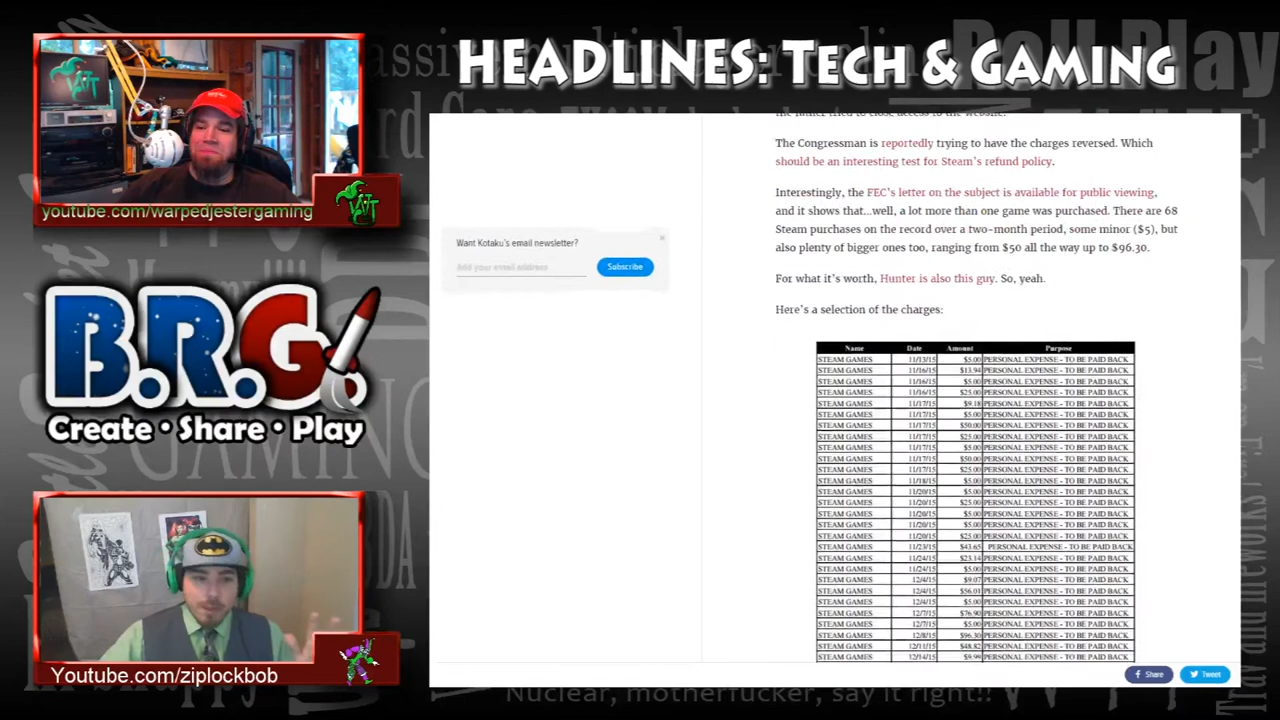 HEADLINES: TECH & GAMING
youtube.com/warpedjestergaming
B.R.G.
Create • Share • Play
Youtube.com/ziplockbob
Want Kotaku's email newsletter?
×
Add your email address
Subscribe
The Congressman is reportedly trying to have the charges reversed. Which
should be an interesting test for Steam's refund policy.
Interestingly, the FEC's letter on the subject is available for public viewing,
and it shows that...well, a lot more than one game was purchased. There are 68
Steam purchases on the record over a two-month period, some minor ($5), but
also plenty of bigger ones too, ranging from $50 all the way up to $96.30.
For what it's worth, Hunter is also this guy. So, yeah.
Here's a selection of the charges:
Name Date Amount Purpose
STEAM GAMES 11/13/15 $5.00 PERSONAL EXPENSE - TO BE PAID BACK
STEAM GAMES 11/16/15 $13.94 PERSONAL EXPENSE - TO BE PAID BACK
STEAM GAMES 11/16/15 $5.00 PERSONAL EXPENSE - TO BE PAID BACK
STEAM GAMES 11/16/15 $25.00 PERSONAL EXPENSE - TO BE PAID BACK
STEAM GAMES 11/17/15 $9.18 PERSONAL EXPENSE - TO BE PAID BACK
STEAM GAMES 11/17/15 $5.00 PERSONAL EXPENSE - TO BE PAID BACK
STEAM GAMES 11/17/15 $50.00 PERSONAL EXPENSE - TO BE PAID BACK
STEAM GAMES 11/17/15 $25.00 PERSONAL EXPENSE - TO BE PAID BACK
STEAM GAMES 11/17/15 $5.00 PERSONAL EXPENSE - TO BE PAID BACK
STEAM GAMES 11/17/15 $50.00 PERSONAL EXPENSE - TO BE PAID BACK
STEAM GAMES 11/17/15 $25.00 PERSONAL EXPENSE - TO BE PAID BACK
STEAM GAMES 11/18/15 $5.00 PERSONAL EXPENSE - TO BE PAID BACK
STEAM GAMES 11/20/15 $5.00 PERSONAL EXPENSE - TO BE PAID BACK
STEAM GAMES 11/20/15 $25.00 PERSONAL EXPENSE - TO BE PAID BACK
STEAM GAMES 11/20/15 $5.00 PERSONAL EXPENSE - TO BE PAID BACK
STEAM GAMES 11/20/15 $5.00 PERSONAL EXPENSE - TO BE PAID BACK
STEAM GAMES 11/20/15 $25.00 PERSONAL EXPENSE - TO BE PAID BACK
STEAM GAMES 11/23/15 $43.65 PERSONAL EXPENSE - TO BE PAID BACK
STEAM GAMES 11/24/15 $23.14 PERSONAL EXPENSE - TO BE PAID BACK
STEAM GAMES 11/24/15 $5.00 PERSONAL EXPENSE - TO BE PAID BACK
STEAM GAMES 12/4/15 $9.07 PERSONAL EXPENSE - TO BE PAID BACK
STEAM GAMES 12/4/15 $56.01 PERSONAL EXPENSE - TO BE PAID BACK
STEAM GAMES 12/4/15 $5.00 PERSONAL EXPENSE - TO BE PAID BACK
STEAM GAMES 12/7/15 $76.90 PERSONAL EXPENSE - TO BE PAID BACK
STEAM GAMES 12/7/15 $5.00 PERSONAL EXPENSE - TO BE PAID BACK
STEAM GAMES 12/8/15 $96.30 PERSONAL EXPENSE - TO BE PAID BACK
STEAM GAMES 12/11/15 $48.82 PERSONAL EXPENSE - TO BE PAID BACK
STEAM GAMES 12/14/15 $9.99 PERSONAL EXPENSE - TO BE PAID BACK
Share
Tweet
Nuclear, motherfucker, say it right!!